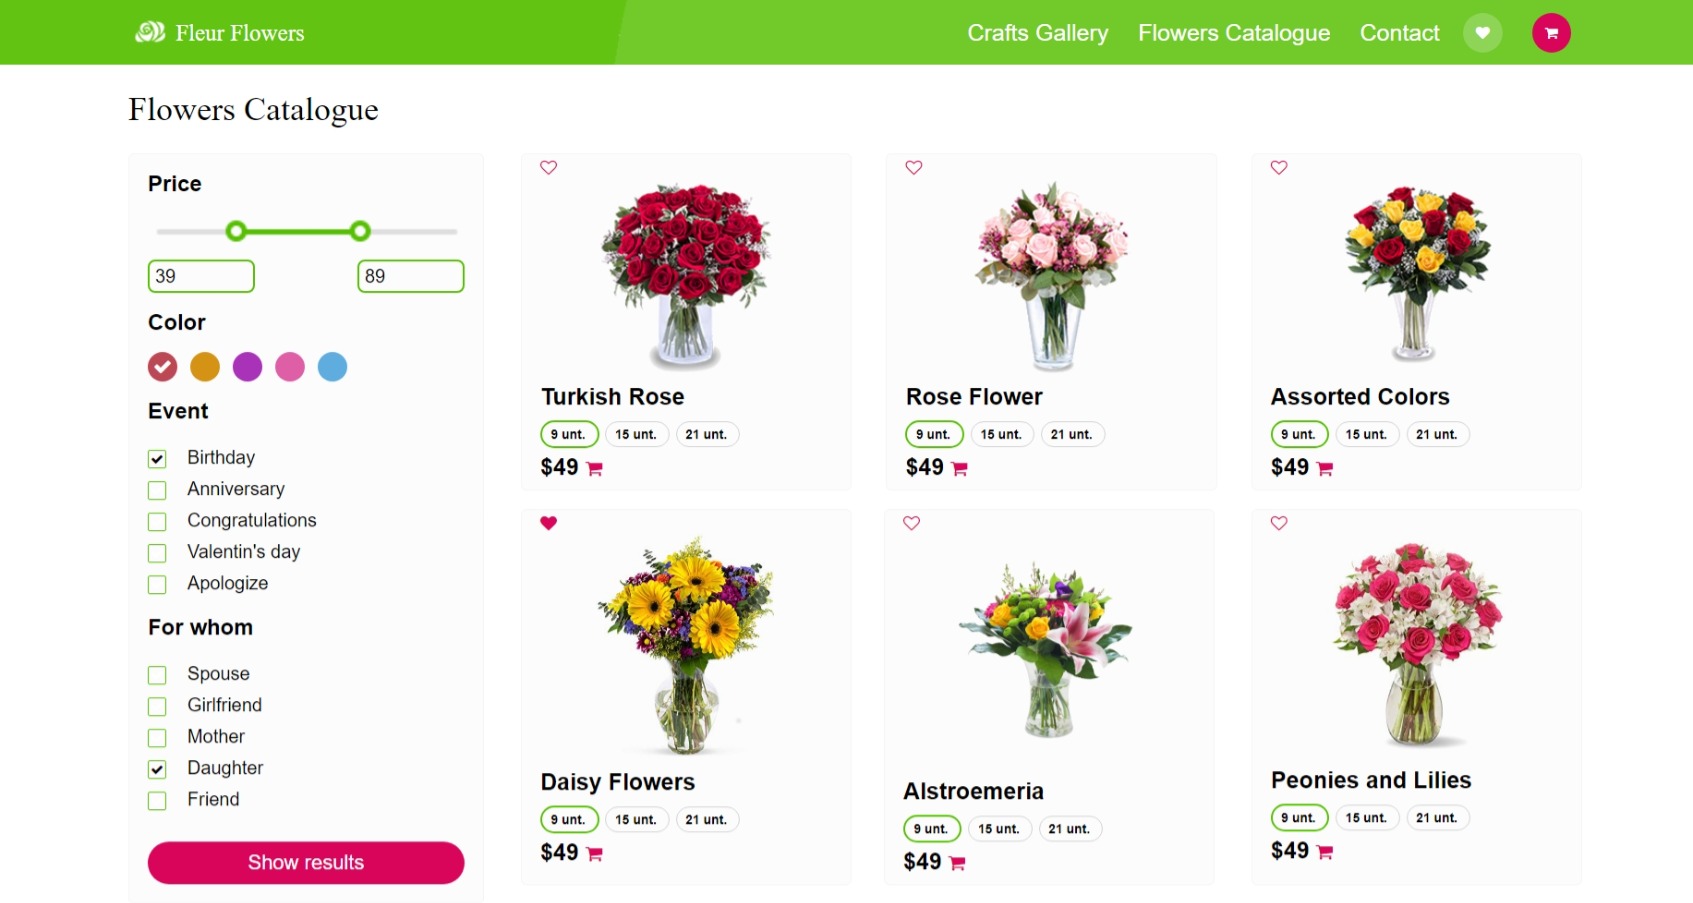 Fleur Flowers
Crafts Gallery Flowers Catalogue Contact
Flowers Catalogue
Price
39 89
Color
Event
Birthday
Anniversary
Congratulations
Valentin's day
Apologize
For whom
Spouse
Girlfriend
Mother
Daughter
Friend
Show results
Turkish Rose
9 unt. 15 unt. 21 unt.
$49
Rose Flower
9 unt. 15 unt. 21 unt.
$49
Assorted Colors
9 unt. 15 unt. 21 unt.
$49
Daisy Flowers
9 unt. 15 unt. 21 unt.
$49
Alstroemeria
9 unt. 15 unt. 21 unt.
$49
Peonies and Lilies
9 unt. 15 unt. 21 unt.
$49